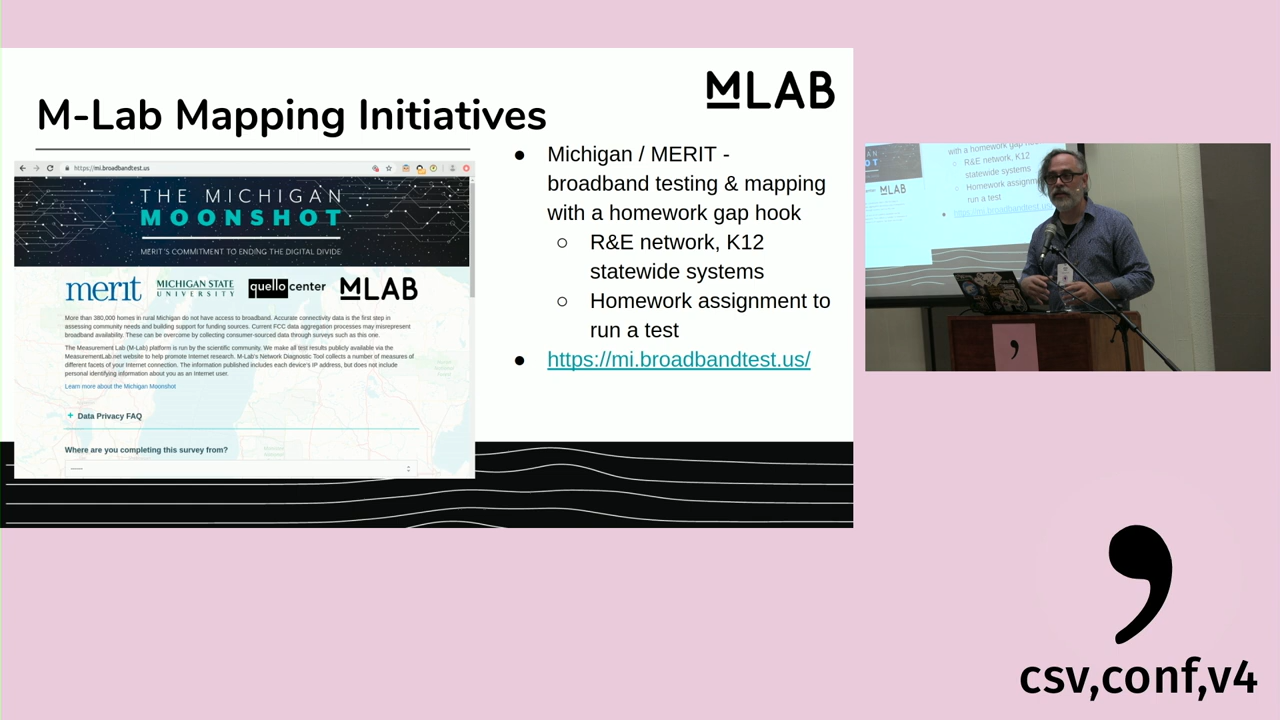 M-Lab Mapping Initiatives
MLAB
https://mi.broadbandtest.us
THE MICHIGAN
MOONSHOT
MERIT'S COMMITMENT TO ENDING THE DIGITAL DIVIDE
merit
MICHIGAN STATE
UNIVERSITY
quello center
MLAB
More than 380,000 homes in rural Michigan do not have access to broadband. Accurate connectivity data is the first step in
assessing community needs and building support for funding sources. Current FCC data aggregation processes may misrepresent
broadband availability. These can be overcome by collecting consumer-sourced data through surveys such as this one.
The Measurement Lab (M-Lab) platform is run by the scientific community. We make all test results publicly available via the
MeasurementLab.net website to help promote Internet research. M-Lab's Network Diagnostic Tool collects a number of measures of
different facets of your Internet connection. The information published includes each device's IP address, but does not include
personal identifying information about you as an Internet user.
Learn more about the Michigan Moonshot
+ Data Privacy FAQ
Where are you completing this survey from?
● Michigan / MERIT -
broadband testing & mapping
with a homework gap hook
○ R&E network, K12
statewide systems
○ Homework assignment to
run a test
● https://mi.broadbandtest.us/
with a homework gap
○ R&E network, K12
statewide systems
○ Homework assignm
run a test
● https://mi.broadbandtest.us
MLAB
,
csv,conf,v4